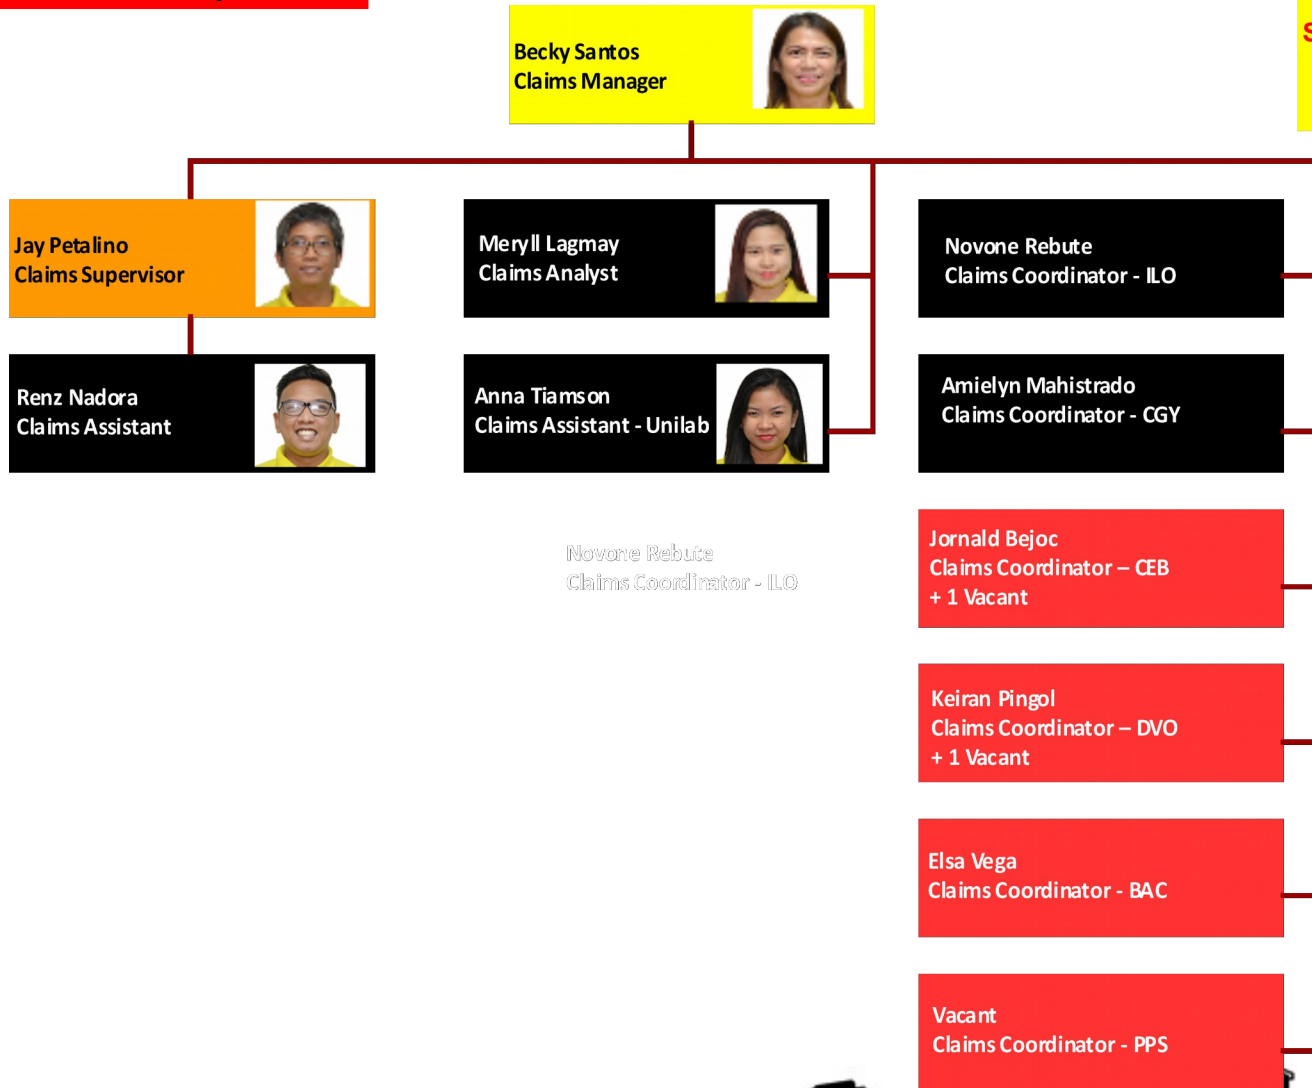 Becky Santos
Claims Manager
S
Jay Petalino
Claims Supervisor
Meryll Lagmay
Claims Analyst
Novone Rebute
Claims Coordinator - ILO
Renz Nadora
Claims Assistant
Anna Tiamson
Claims Assistant - Unilab
Amielyn Mahistrado
Claims Coordinator - CGY
Novone Rebute
Claims Coordinator - ILO
Jornald Bejoc
Claims Coordinator – CEB
+ 1 Vacant
Keiran Pingol
Claims Coordinator – DVO
+ 1 Vacant
Elsa Vega
Claims Coordinator - BAC
Vacant
Claims Coordinator - PPS